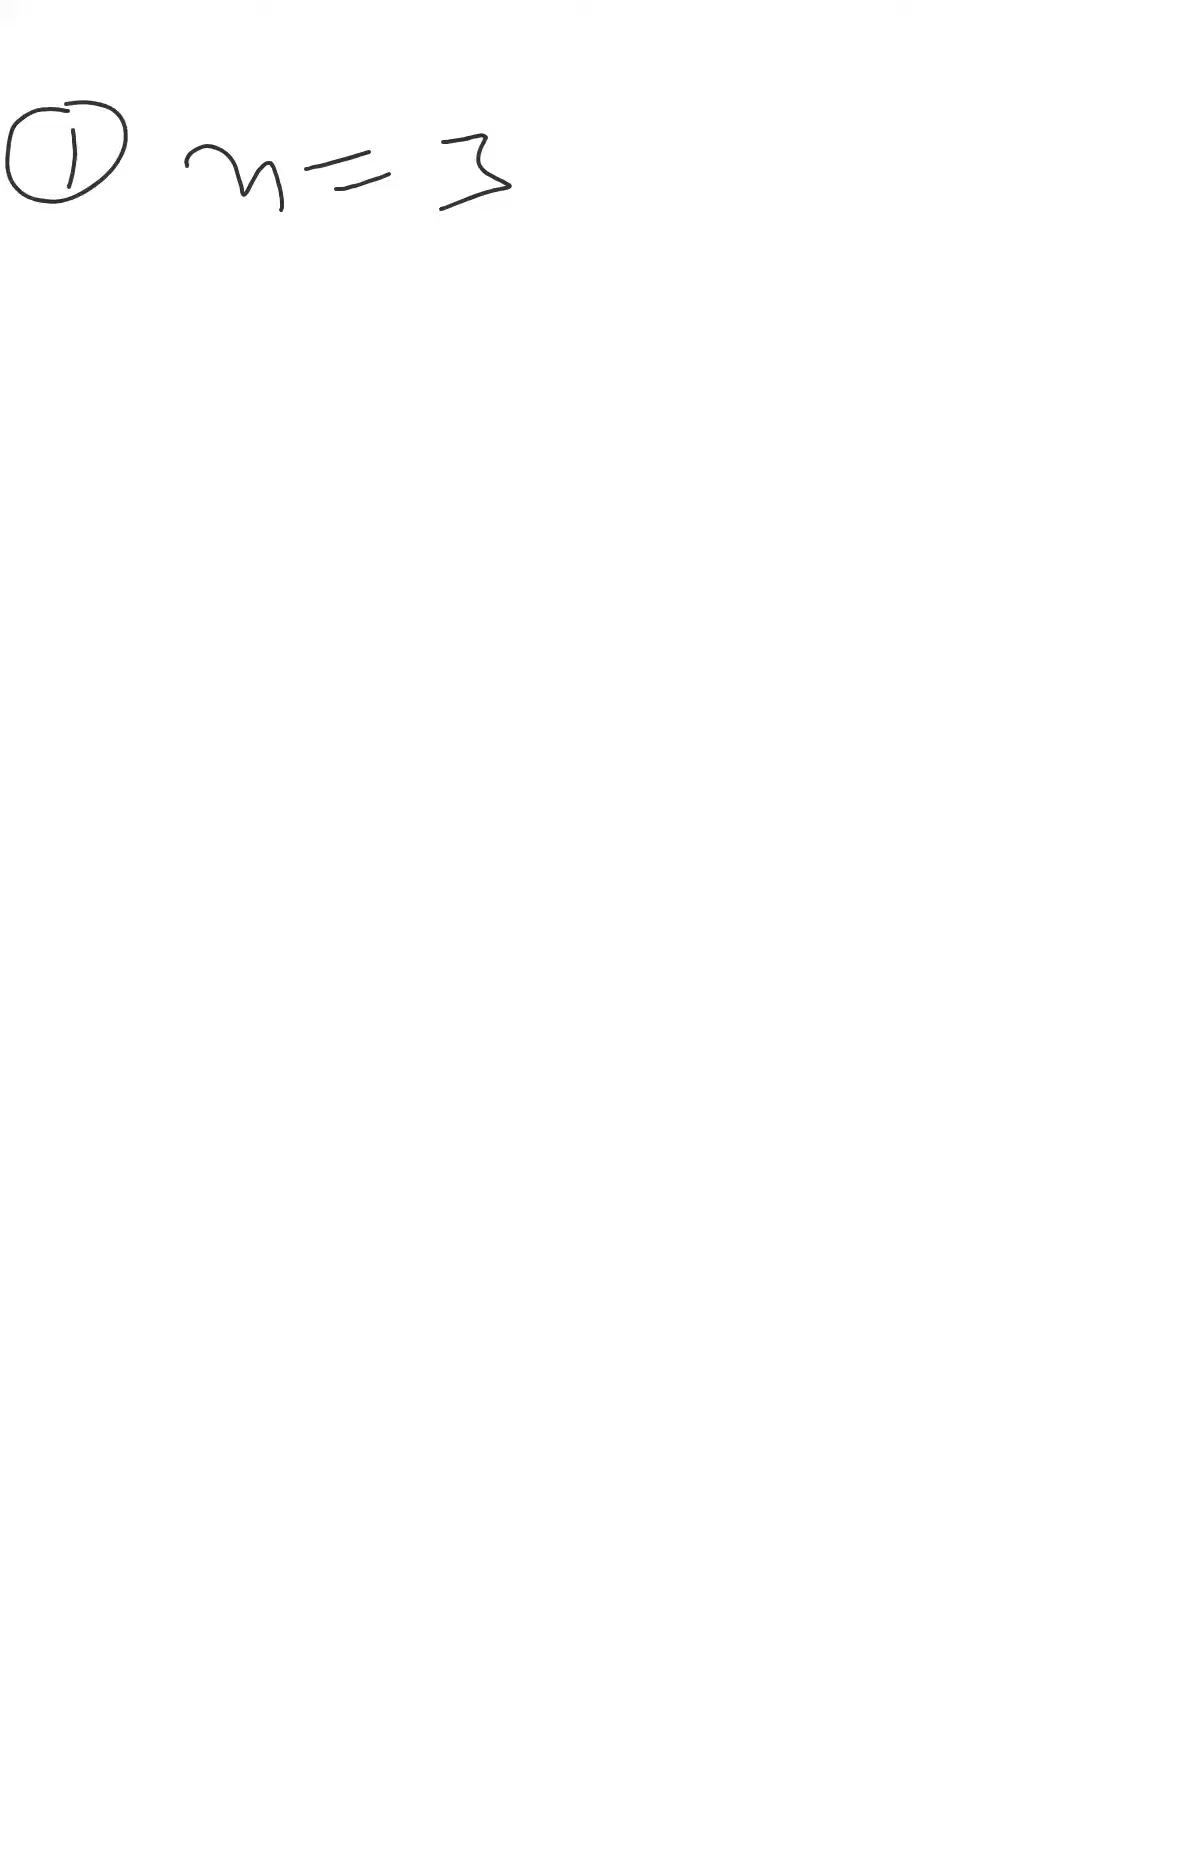 ① n = 3